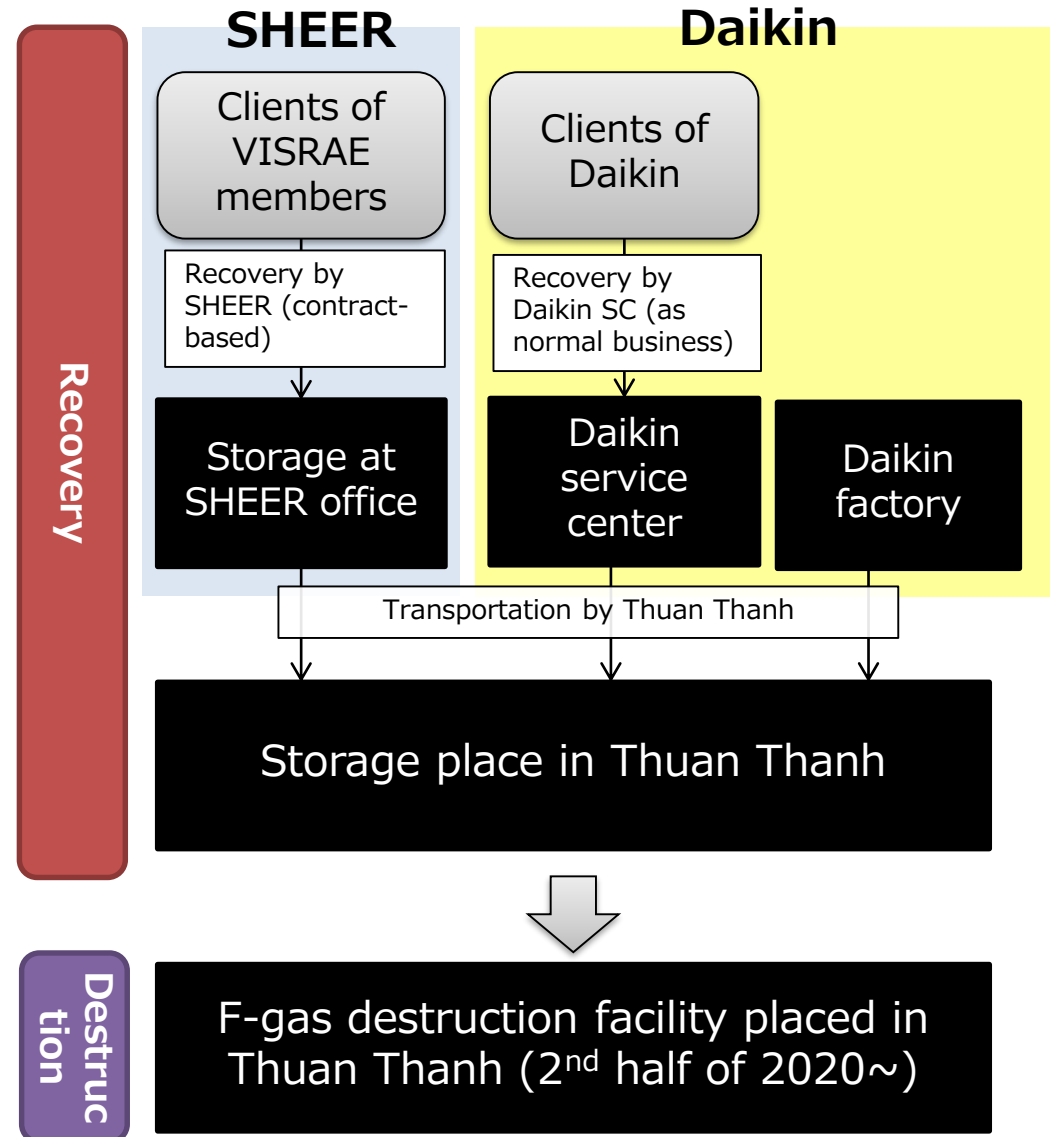 SHEER
Daikin
Clients of
VISRAE
members
Clients of
Daikin
Recovery by
SHEER (contract-
based)
Recovery by
Daikin SC (as
normal business)
Recovery
Storage at
SHEER office
Daikin
service
center
Daikin
factory
Transportation by Thuan Thanh
Storage place in Thuan Thanh
Destruc
tion
F-gas destruction facility placed in
Thuan Thanh (2nd half of 2020~)